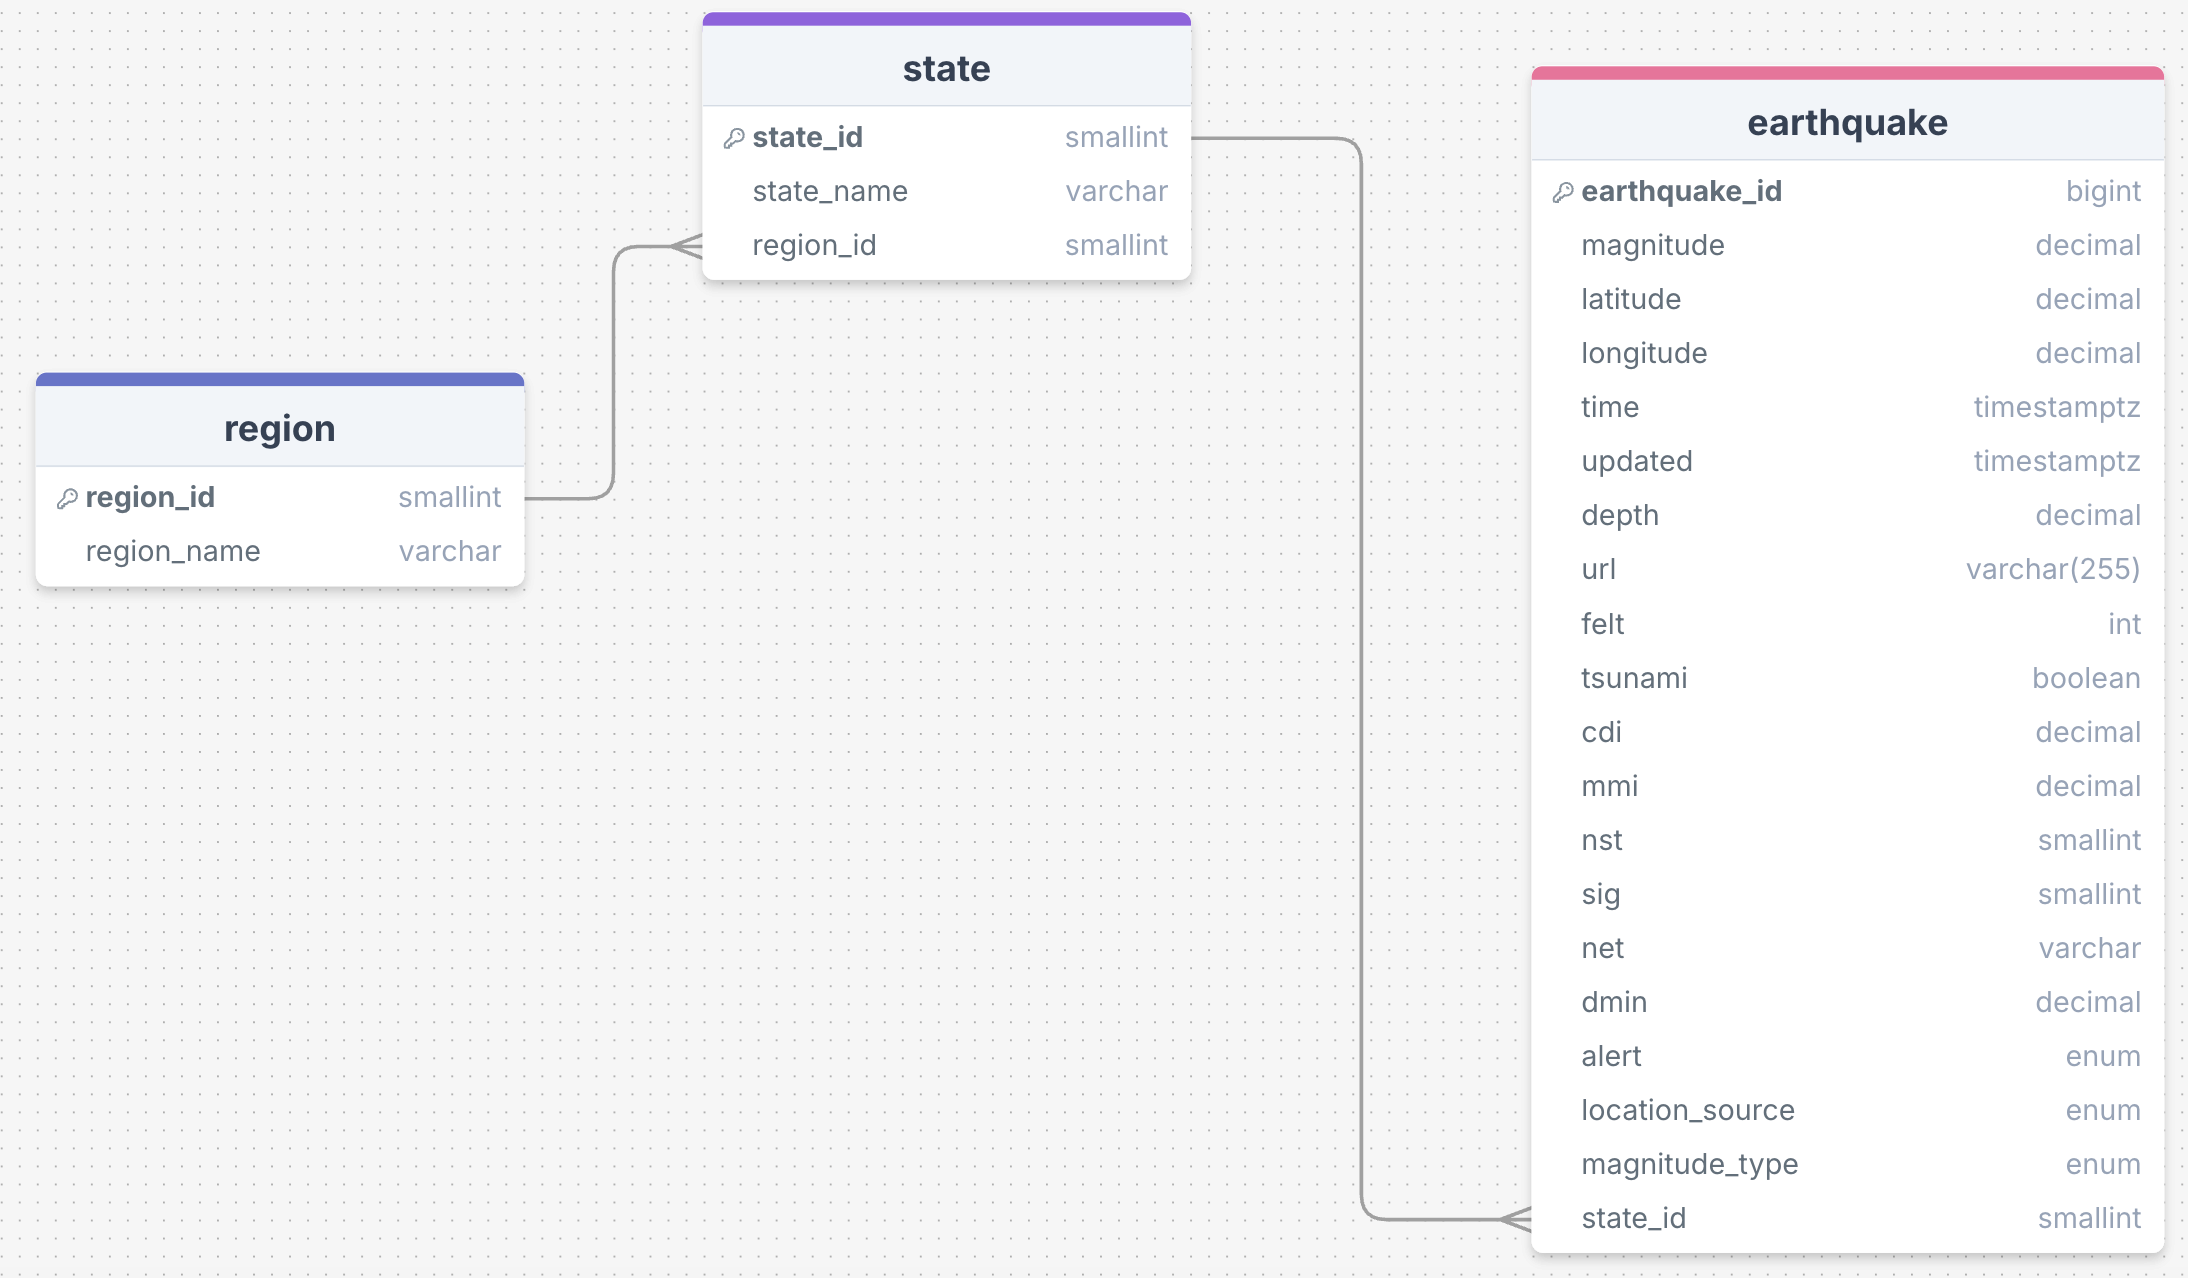 state
state_id smallint
state_name varchar
region_id smallint
region
region_id smallint
region_name varchar
earthquake
earthquake_id bigint
magnitude decimal
latitude decimal
longitude decimal
time timestamptz
updated timestamptz
depth decimal
url varchar(255)
felt int
tsunami boolean
cdi decimal
mmi decimal
nst smallint
sig smallint
net varchar
dmin decimal
alert enum
location_source enum
magnitude_type enum
state_id smallint